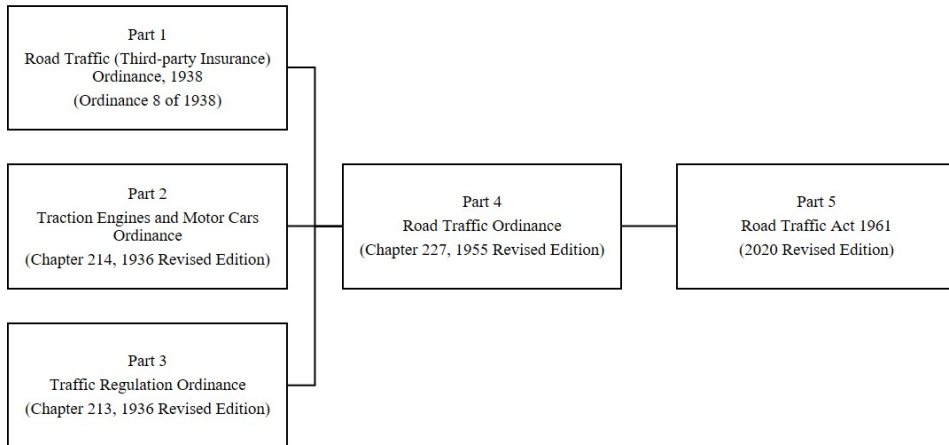 Part 1
Road Traffic (Third-party Insurance)
Ordinance, 1938
(Ordinance 8 of 1938)
Part 2
Traction Engines and Motor Cars
Ordinance
(Chapter 214, 1936 Revised Edition)
Part 3
Traffic Regulation Ordinance
(Chapter 213, 1936 Revised Edition)
Part 4
Road Traffic Ordinance
(Chapter 227, 1955 Revised Edition)
Part 5
Road Traffic Act 1961
(2020 Revised Edition)